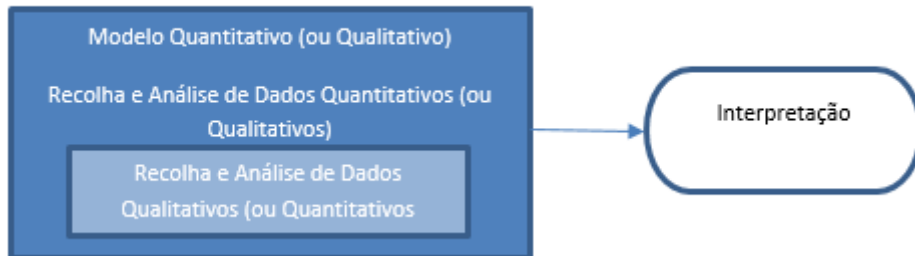 Modelo Quantitativo (ou Qualitativo)
Recolha e Análise de Dados Quantitativos (ou
Qualitativos)
Recolha e Análise de Dados
Qualitativos (ou Quantitativos
Interpretação